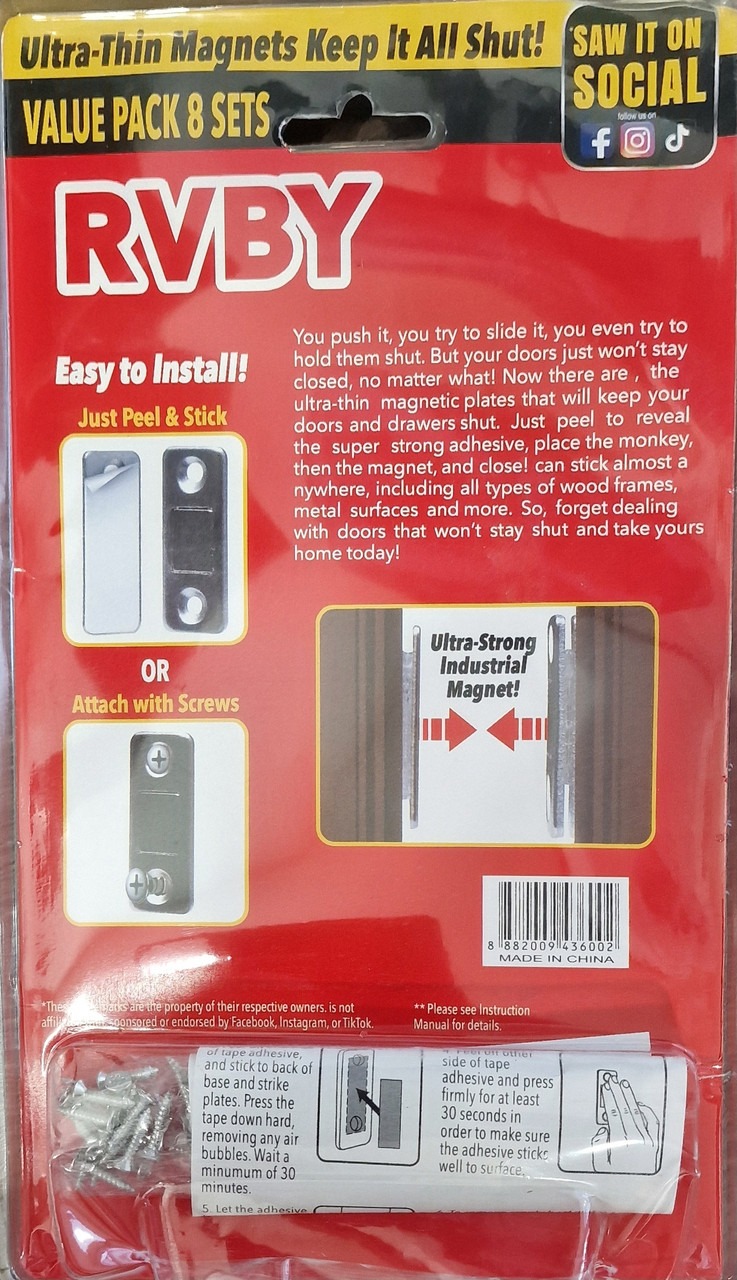 Ultra-Thin Magnets Keep It All Shut!
VALUE PACK 8 SETS
SAW IT ON
SOCIAL
follow us on
RVBY
Easy to Install!
Just Peel & Stick
OR
Attach with Screws
You push it, you try to slide it, you even try to
hold them shut. But your doors just won't stay
closed, no matter what! Now there are , the
ultra-thin magnetic plates that will keep your
doors and drawers shut. Just peel to reveal
the super strong adhesive, place the monkey,
then the magnet, and close! can stick almost a
nywhere, including all types of wood frames,
metal surfaces and more. So, forget dealing
with doors that won't stay shut and take yours
home today!
Ultra-Strong
Industrial
Magnet!
8 882009 436002
MADE IN CHINA
are the property of their respective owners. is not
sponsored or endorsed by Facebook, Instagram, or TikTok.
** Please see Instruction
Manual for details.
of tape adhesive,
and stick to back of
base and strike
plates. Press the
tape down hard,
removing any air
bubbles. Wait a
minumum of 30
minutes.
5. Let the adhesive
4. Peel off other
side of tape
adhesive and press
firmly for at least
30 seconds in
order to make sure
the adhesive sticks
well to surface.